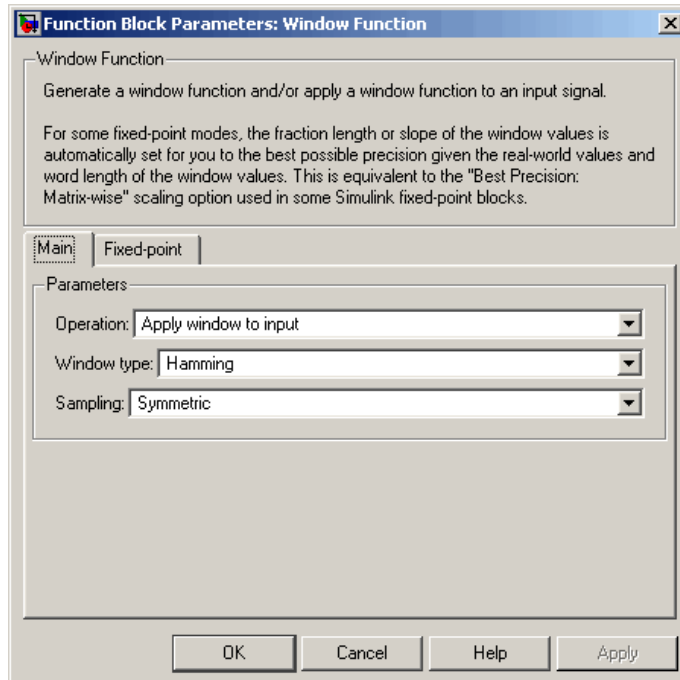 Function Block Parameters: Window Function
Window Function
Generate a window function and/or apply a window function to an input signal.
For some fixed-point modes, the fraction length or slope of the window values is
automatically set for you to the best possible precision given the real-world values and
word length of the window values. This is equivalent to the "Best Precision:
Matrix-wise" scaling option used in some Simulink fixed-point blocks.
Main Fixed-point
Parameters
Operation: Apply window to input
Window type: Hamming
Sampling: Symmetric
OK Cancel Help Apply